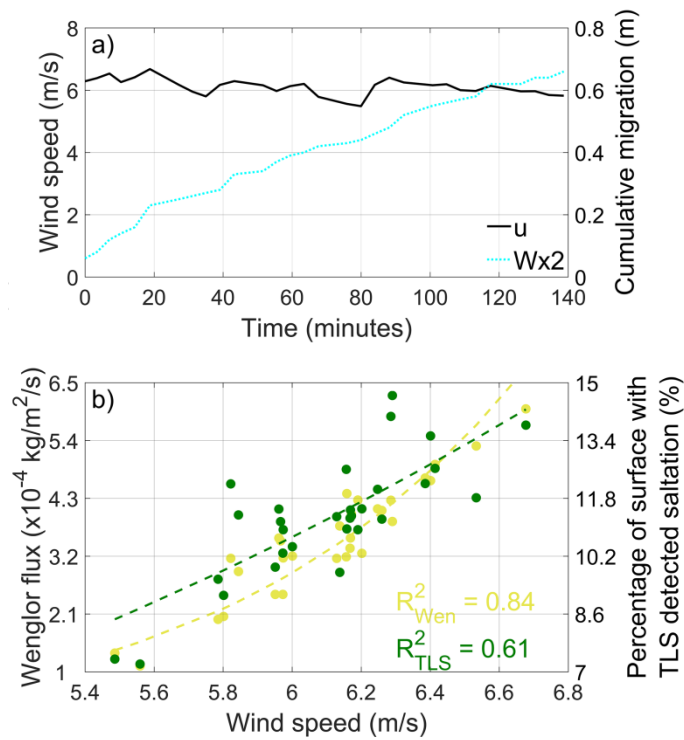 a)
8
6
4
2
0
Wind speed (m/s)
0.8
0.6
0.4
0.2
0
Cumulative migration (m)
u
Wx2
0 20 40 60 80 100 120 140
Time (minutes)
b)
6.5
5.4
4.3
3.2
2.1
1
Wenglor flux (x10⁻⁴ kg/m²/s)
15
13.4
11.8
10.2
8.6
7
Percentage of surface with
TLS detected saltation (%)
R²Wen = 0.84
R²TLS = 0.61
5.4 5.6 5.8 6 6.2 6.4 6.6 6.8
Wind speed (m/s)